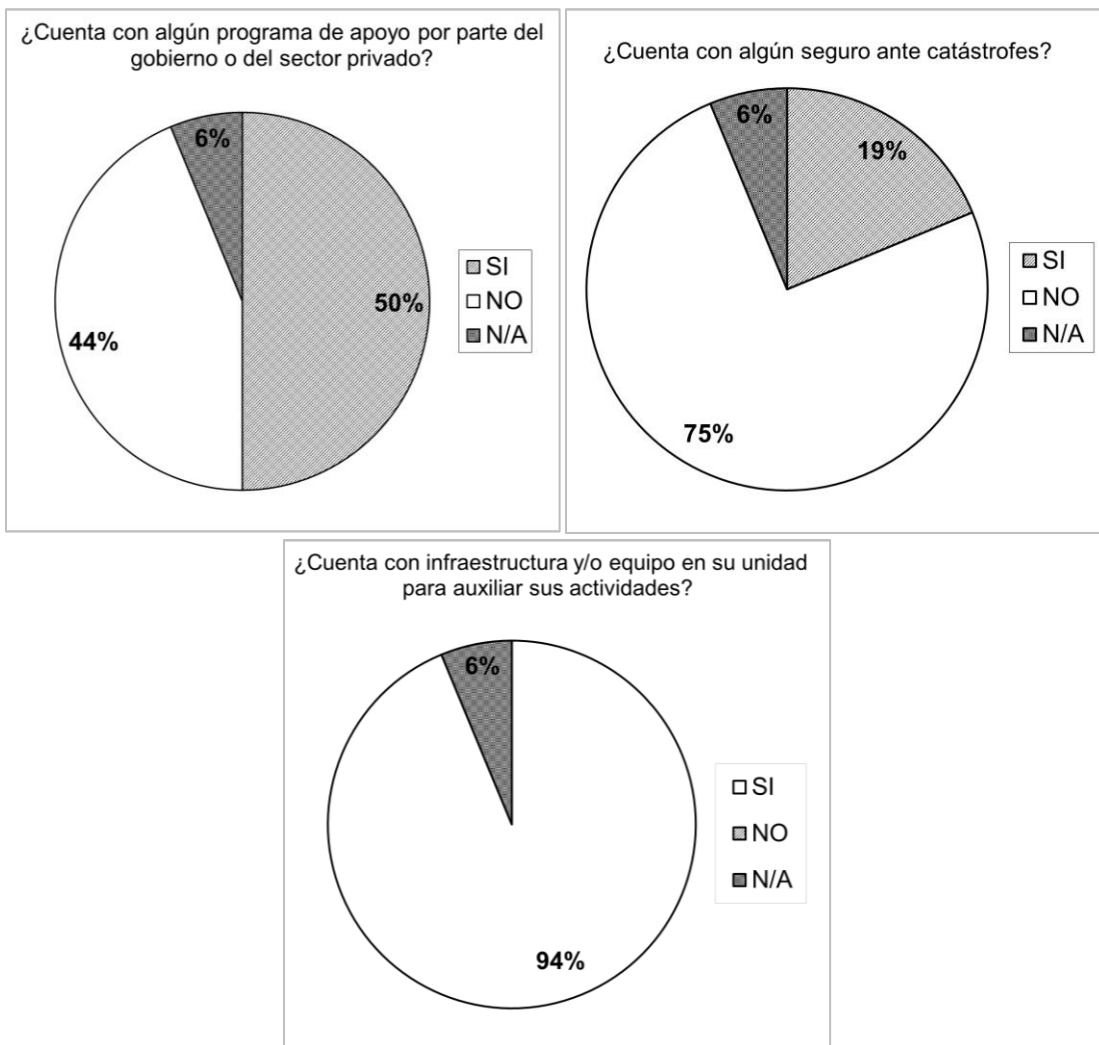 ¿Cuenta con algún programa de apoyo por parte del
gobierno o del sector privado?
6%
50%
44%
SI
NO
N/A
¿Cuenta con algún seguro ante catástrofes?
6%
19%
75%
SI
NO
N/A
¿Cuenta con infraestructura y/o equipo en su unidad
para auxiliar sus actividades?
6%
94%
SI
NO
N/A